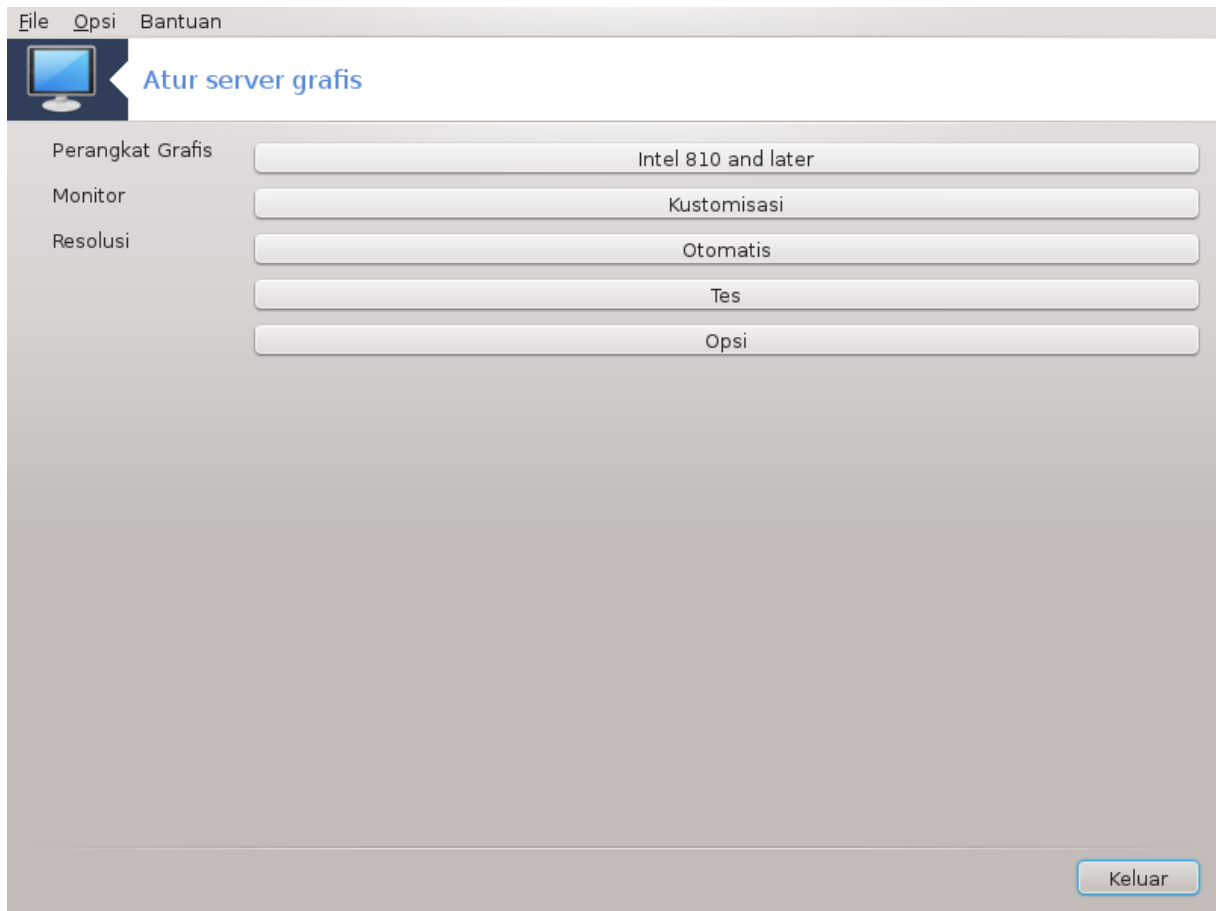 File Opsi Bantuan
Atur server grafis
Perangkat Grafis Intel 810 and later
Monitor Kustomisasi
Resolusi Otomatis
Tes
Opsi
Keluar